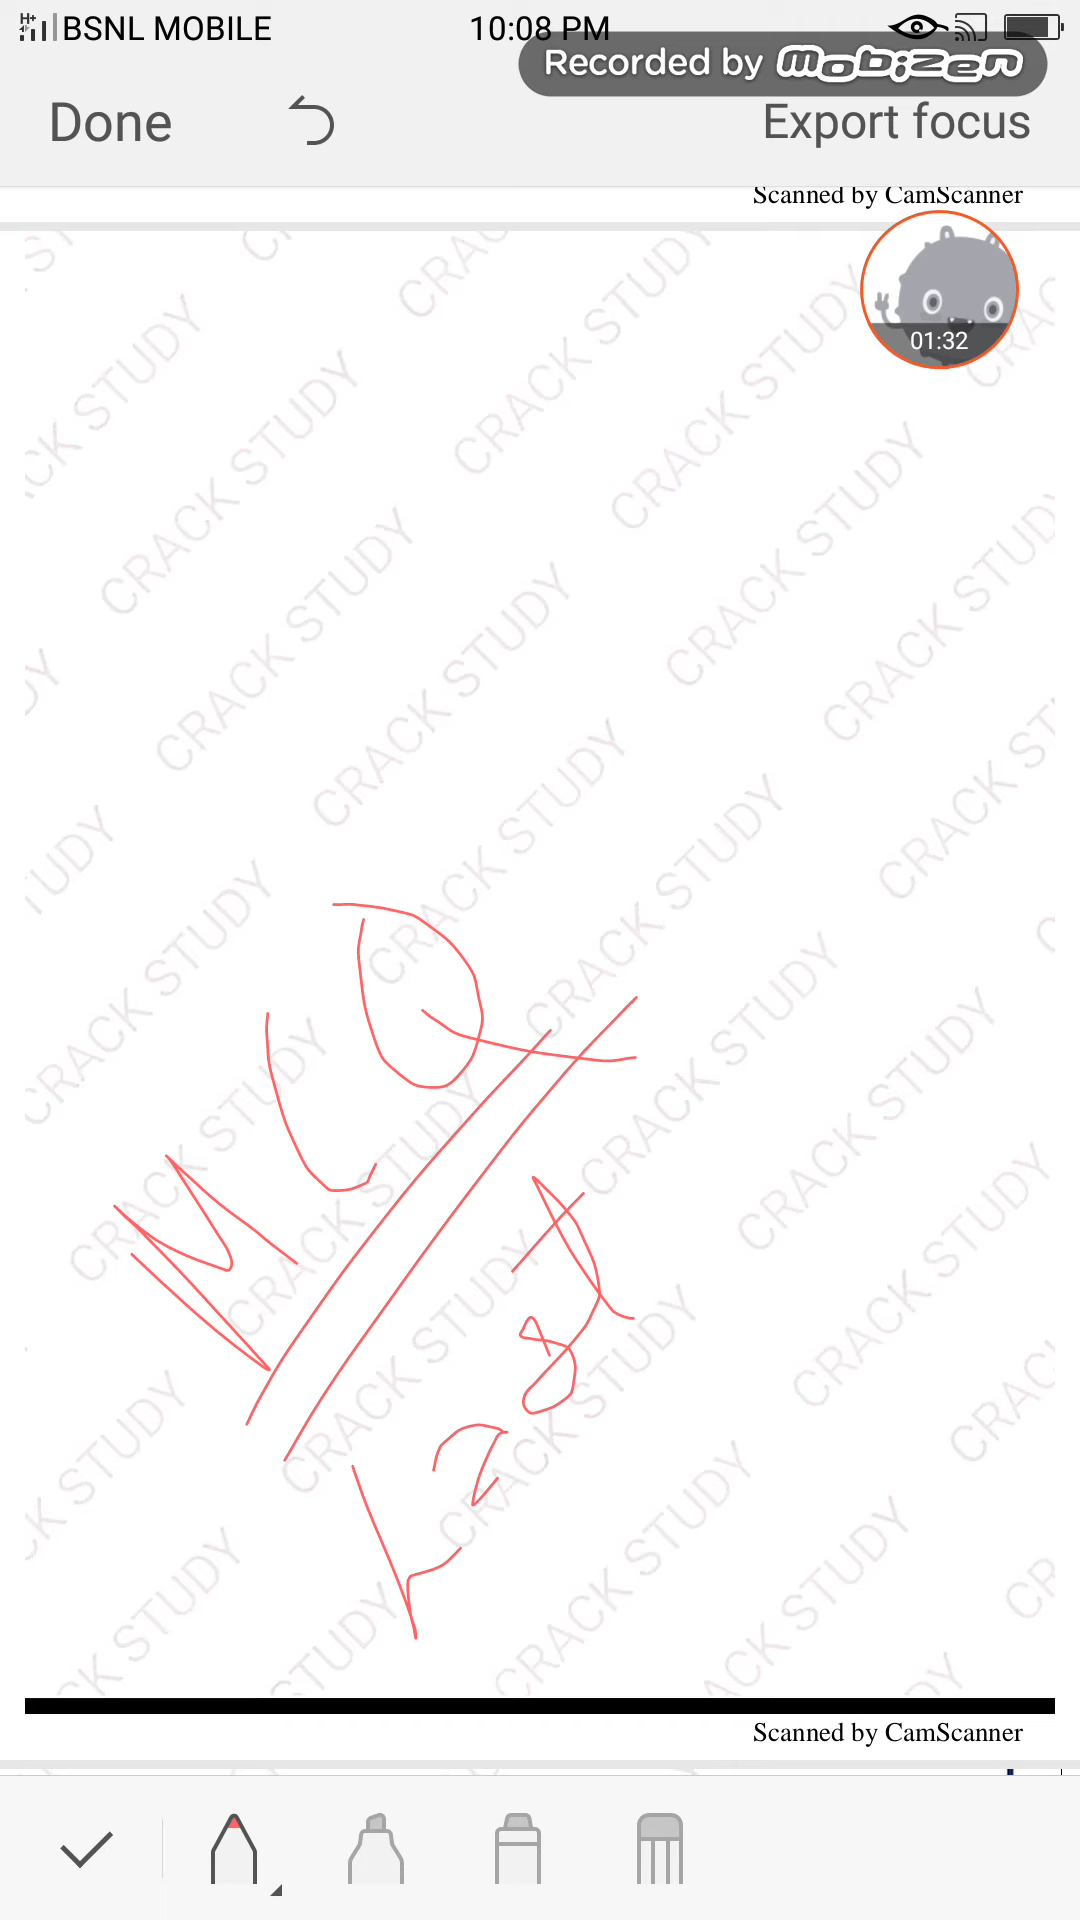 BSNL MOBILE 10:08 PM
Recorded by mobizen
Done Export focus
Scanned by CamScanner
01:32
CRACK STUDY
MCQ
Scanned by CamScanner